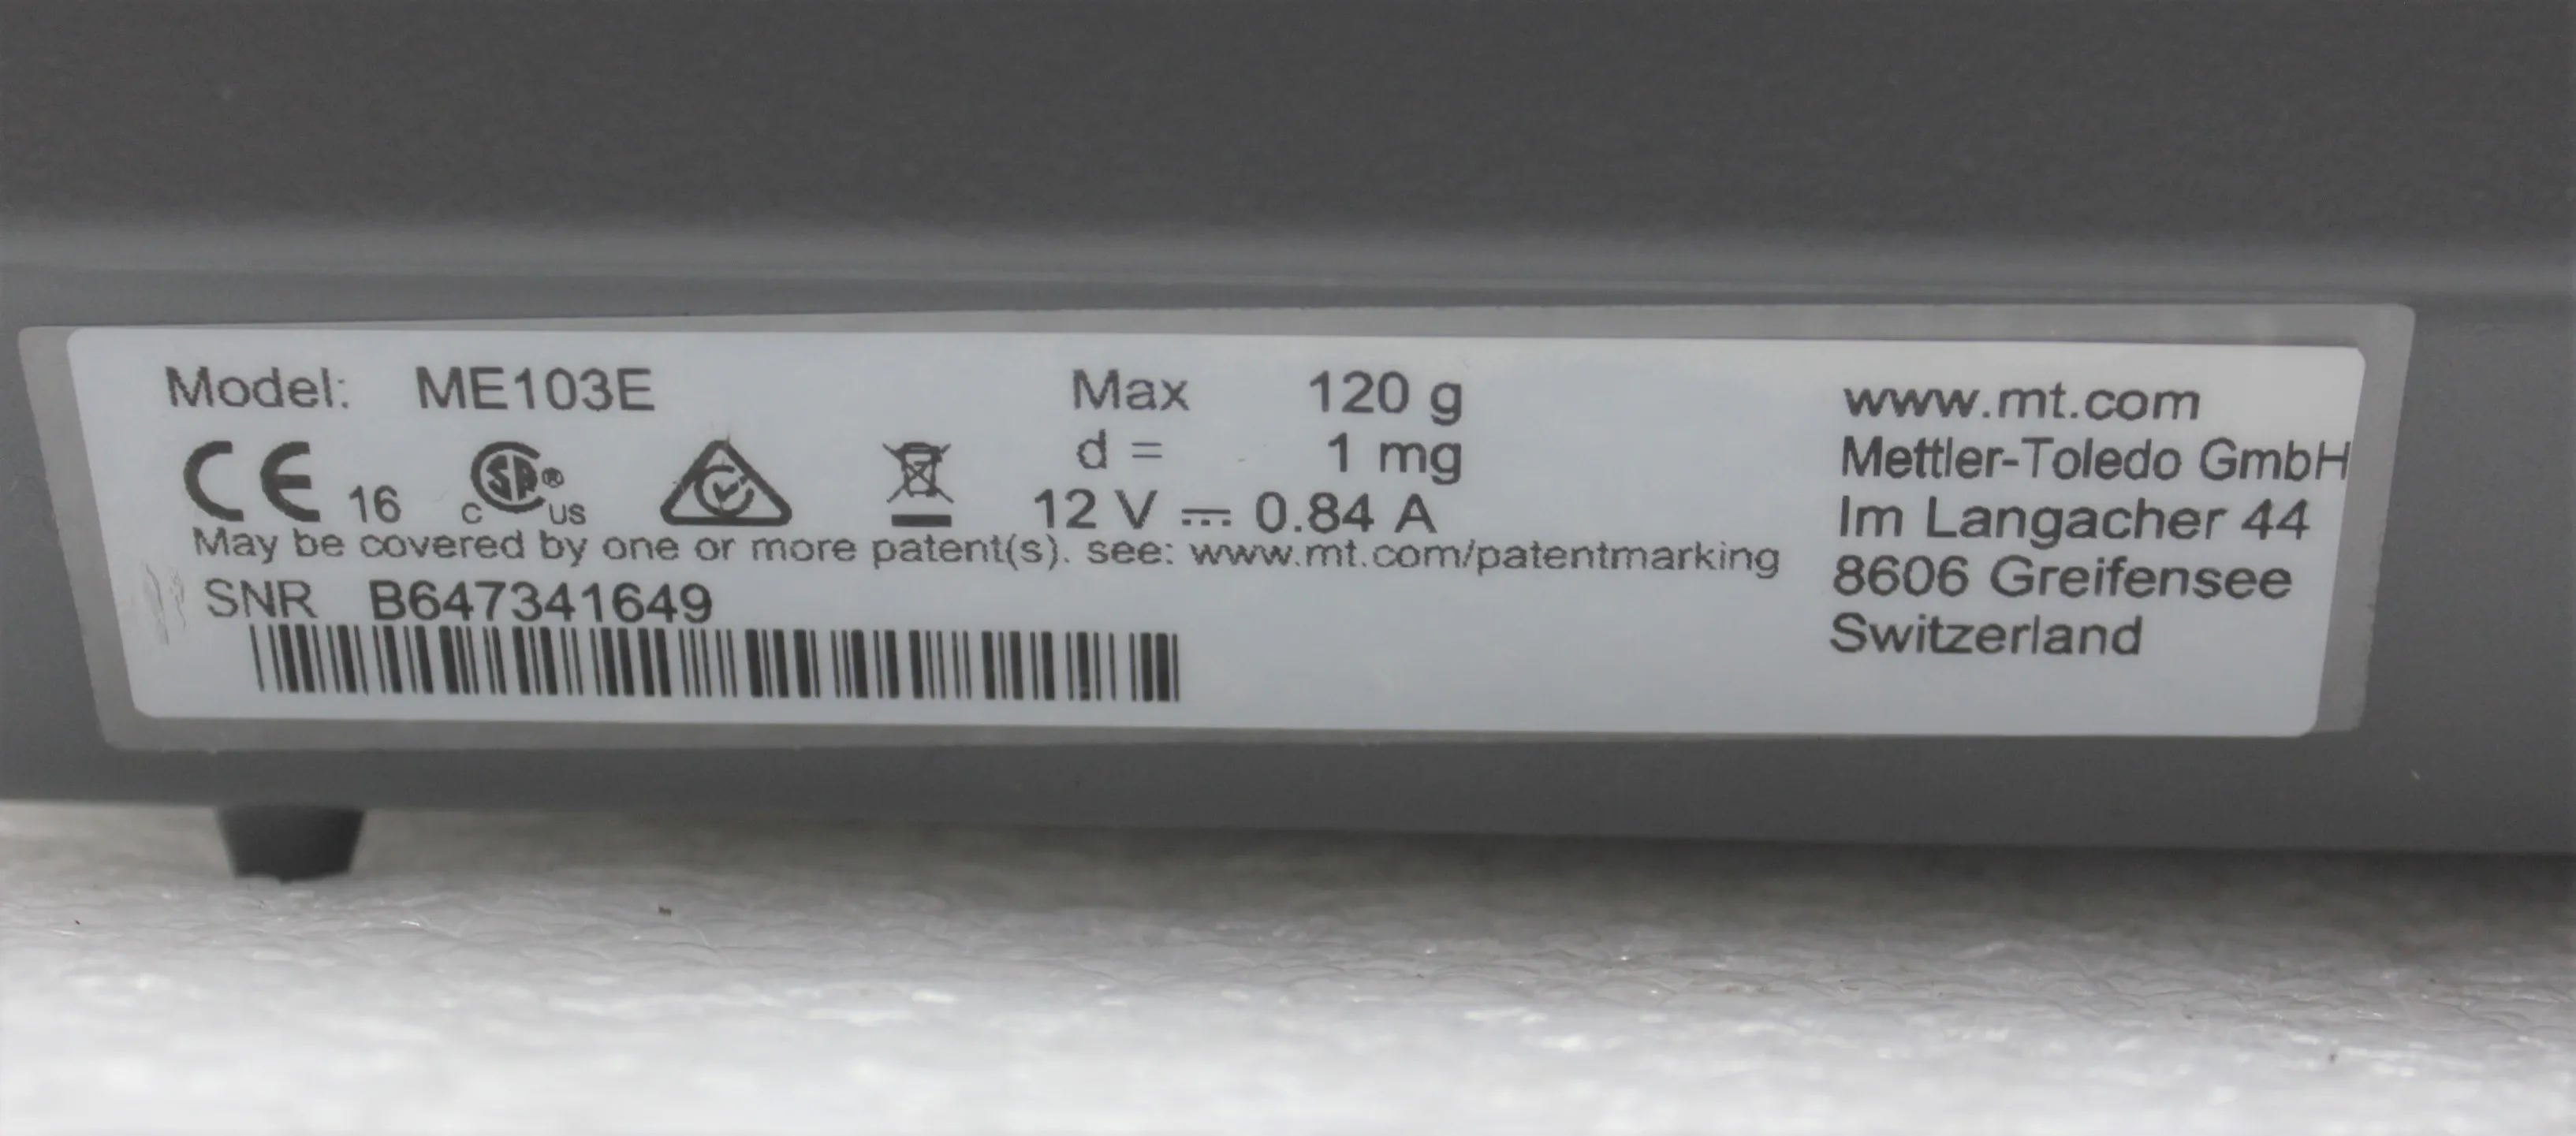 Model: ME103E
Max 120 g
d = 1 mg
CE 16 C SA ® US
12 V ⎓ 0.84 A
May be covered by one or more patent(s). see: www.mt.com/patentmarking
SNR B647341649
www.mt.com
Mettler-Toledo GmbH
Im Langacher 44
8606 Greifensee
Switzerland